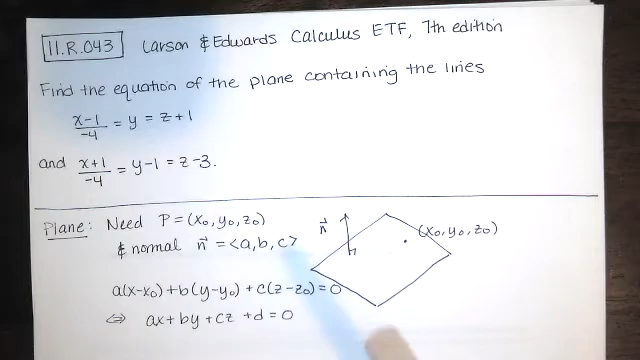 11.R.043 Larson & Edwards Calculus ETF, 7th edition
Find the equation of the plane containing the lines
(x-1)/-4 = y = z+1
and (x+1)/-4 = y-1 = z-3.
Plane: Need P = (x₀, y₀, z₀)
& normal n⃗ = <a, b, c>
n⃗
(x₀, y₀, z₀)
a(x-x₀)+b(y-y₀)+c(z-z₀)=0
⇔ ax+by+cz+d=0